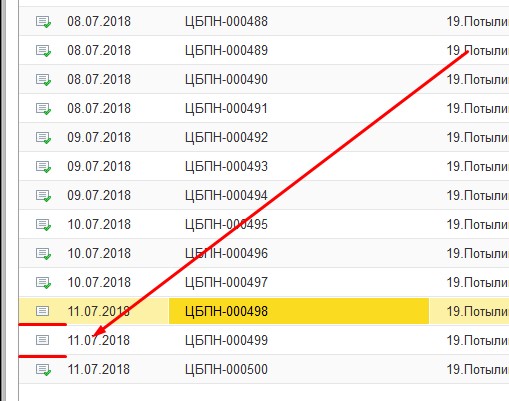 08.07.2018 ЦБПН-000488 19.Потыли
08.07.2018 ЦБПН-000489 19.Потыли
08.07.2018 ЦБПН-000490 19.Потыли
08.07.2018 ЦБПН-000491 19.Потыли
09.07.2018 ЦБПН-000492 19.Потыли
09.07.2018 ЦБПН-000493 19.Потыли
09.07.2018 ЦБПН-000494 19.Потыли
10.07.2018 ЦБПН-000495 19.Потыли
10.07.2018 ЦБПН-000496 19.Потыли
10.07.2018 ЦБПН-000497 19.Потыли
11.07.2018 ЦБПН-000498 19.Потыли
11.07.2018 ЦБПН-000499 19.Потыли
11.07.2018 ЦБПН-000500 19.Потыли